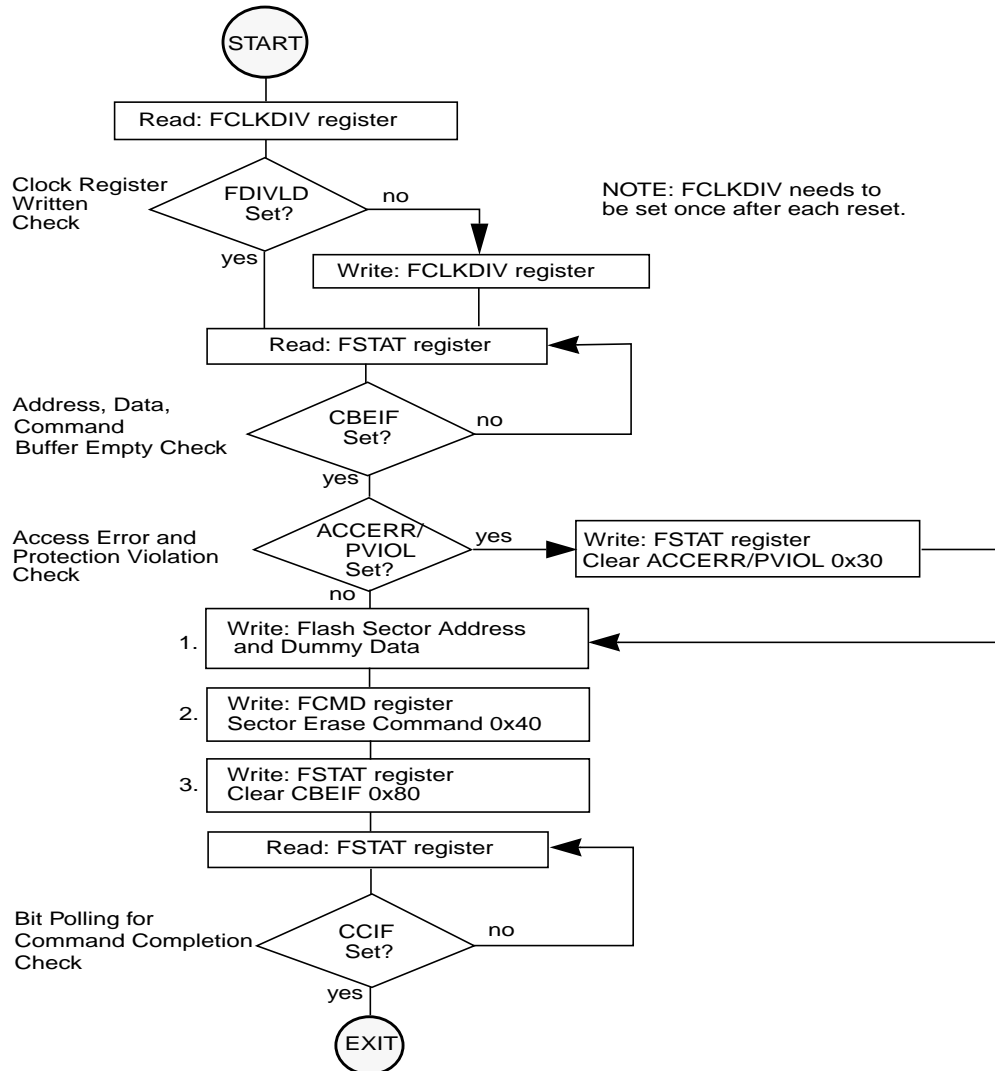 START
Read: FCLKDIV register
Clock Register
Written
Check
FDIVLD
Set?
no
NOTE: FCLKDIV needs to
be set once after each reset.
yes
Write: FCLKDIV register
Read: FSTAT register
Address, Data,
Command
Buffer Empty Check
CBEIF
Set?
no
yes
Access Error and
Protection Violation
Check
ACCERR/
PVIOL
Set?
yes
Write: FSTAT register
Clear ACCERR/PVIOL 0x30
no
1.
Write: Flash Sector Address
and Dummy Data
2.
Write: FCMD register
Sector Erase Command 0x40
3.
Write: FSTAT register
Clear CBEIF 0x80
Read: FSTAT register
Bit Polling for
Command Completion
Check
CCIF
Set?
no
yes
EXIT